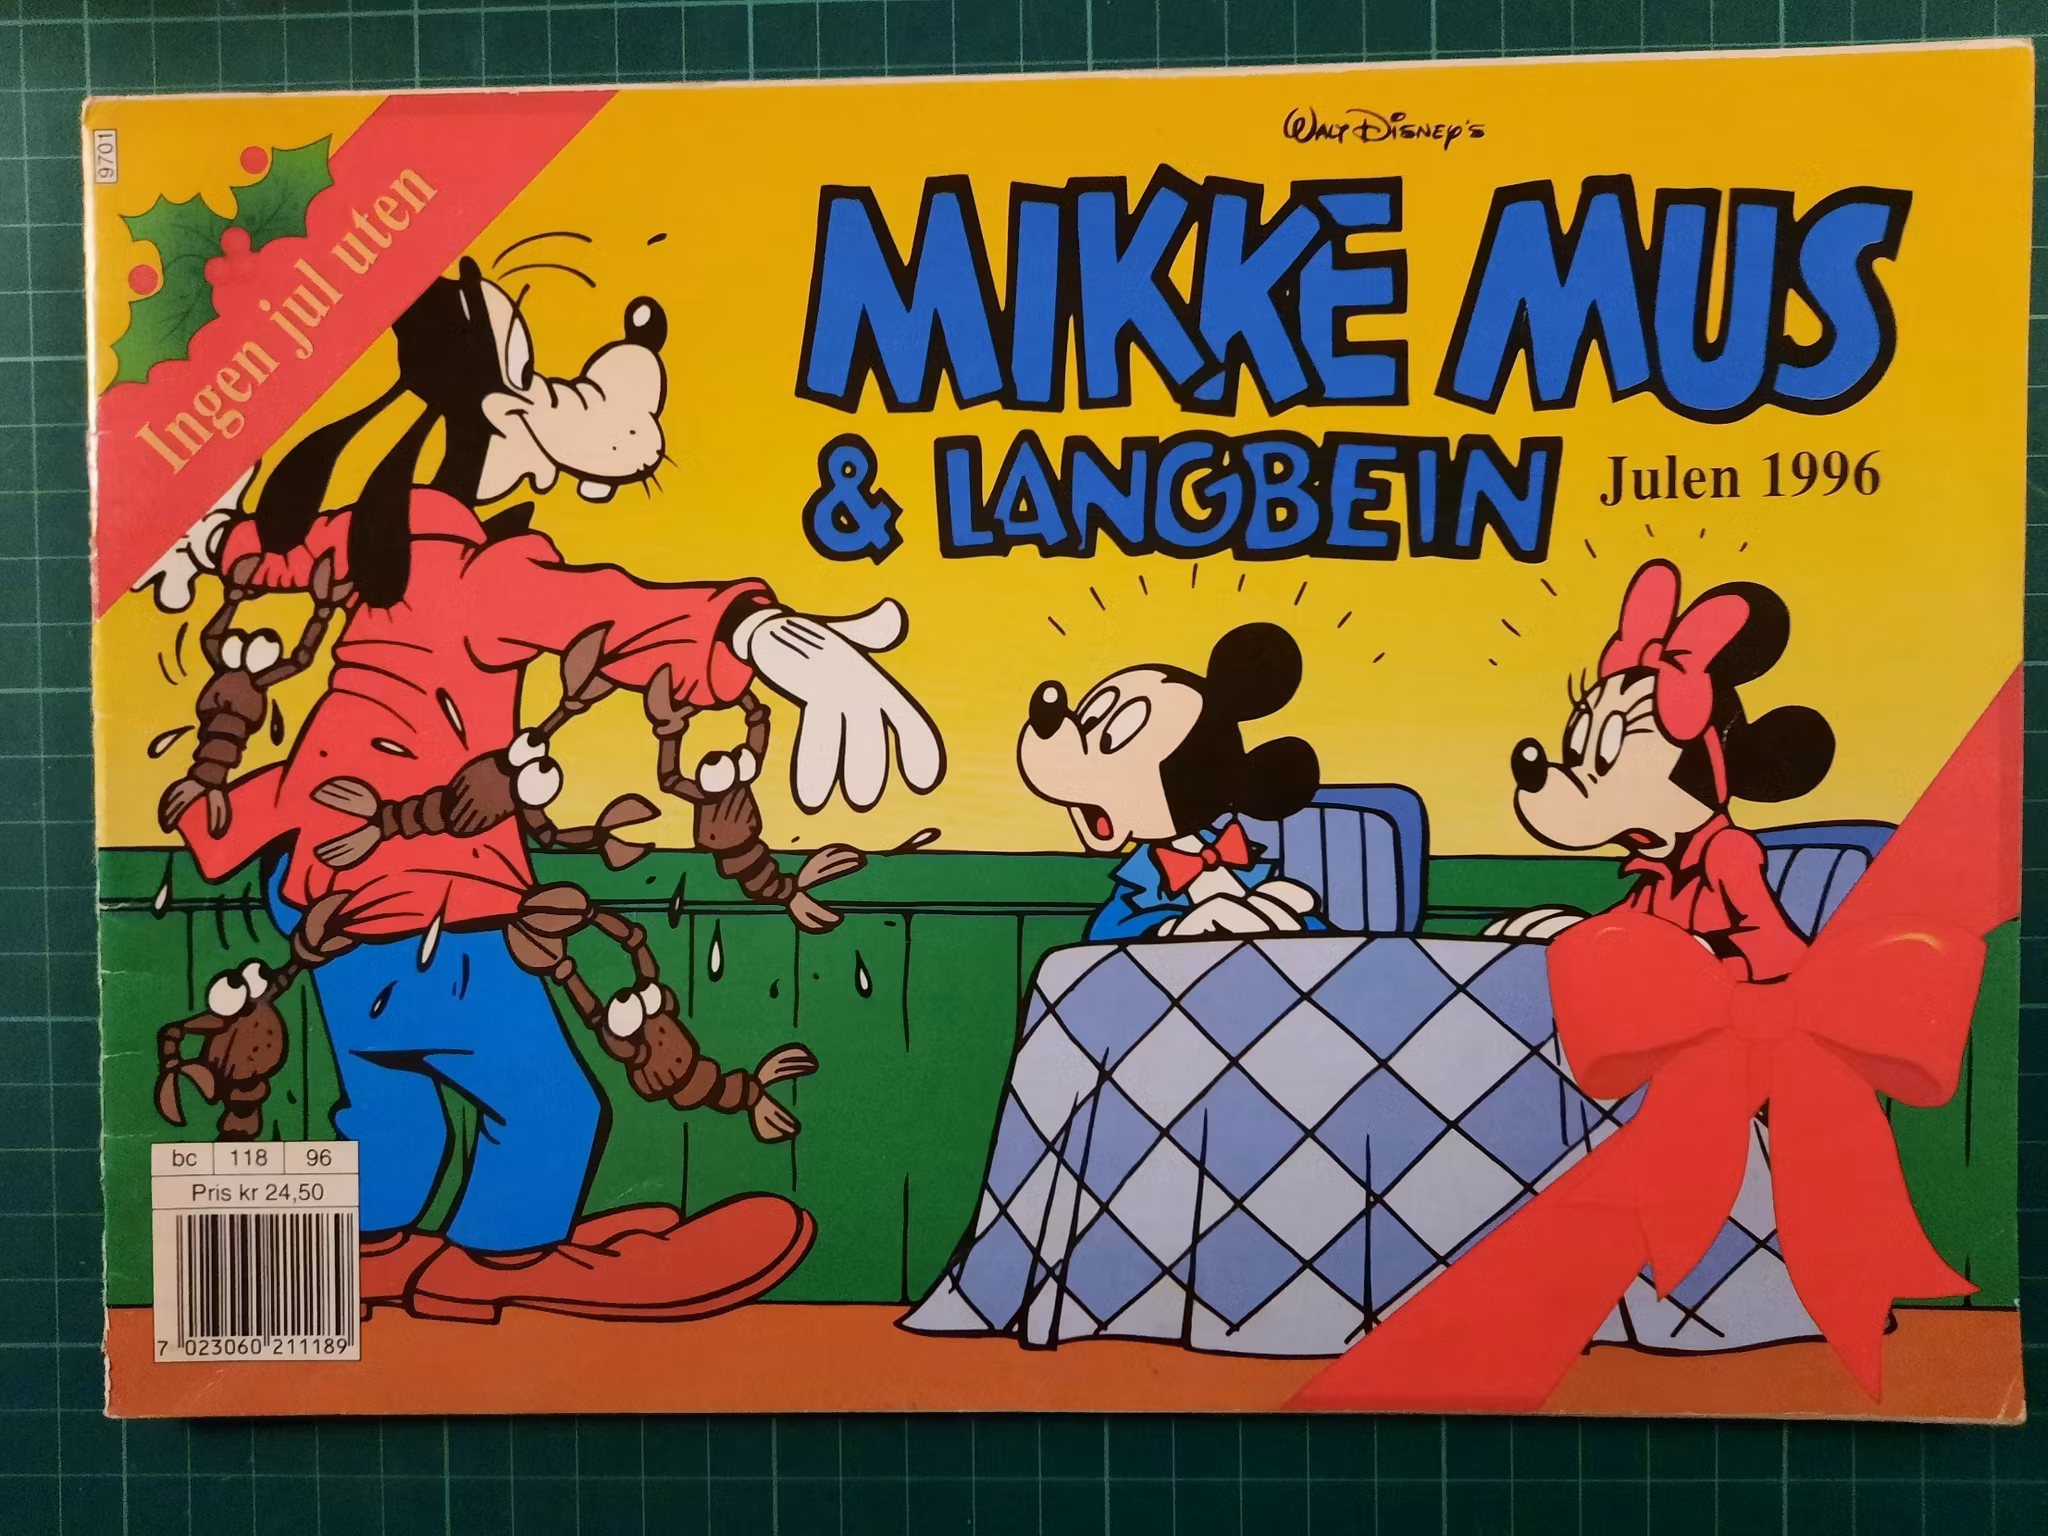 9701
Ingen jul uten
WALT DISNEY'S
MIKKE MUS
& LANGBEIN
Julen 1996
bc 118 96
Pris kr 24,50
7 023060 211189